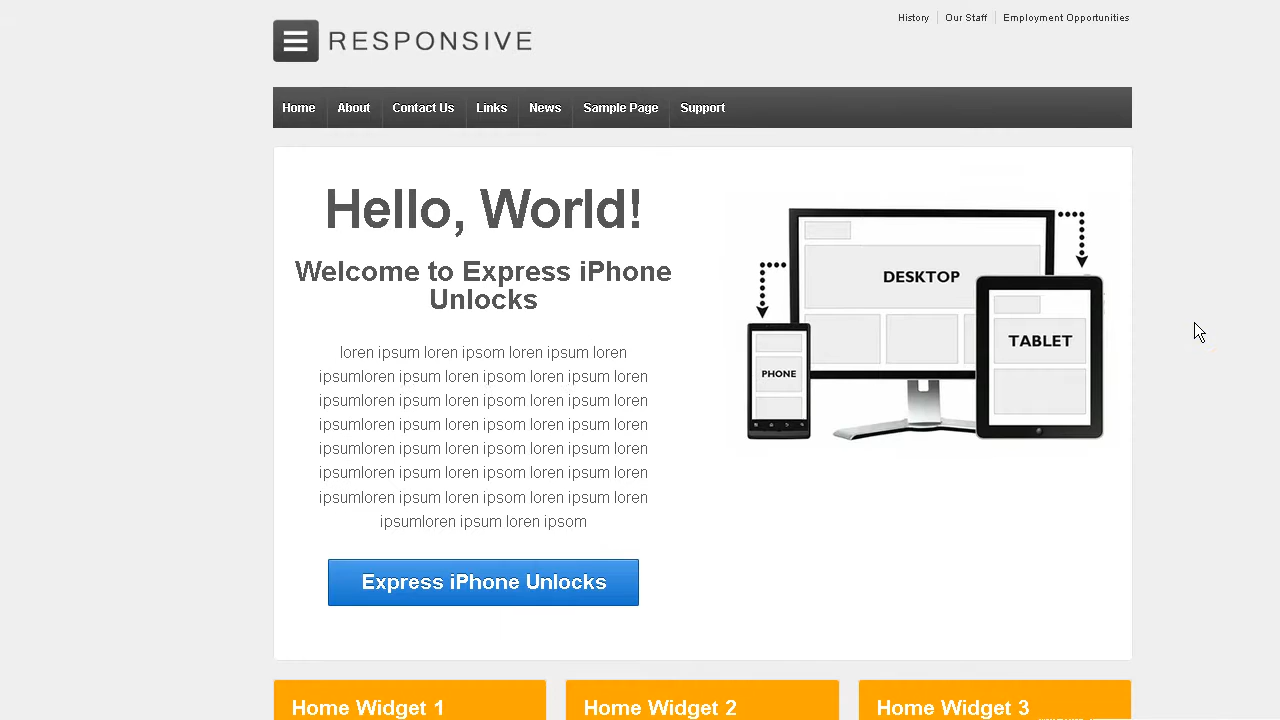 History
Our Staff
Employment Opportunities
RESPONSIVE
Home
About
Contact Us
Links
News
Sample Page
Support
Hello, World!
Welcome to Express iPhone
Unlocks
loren ipsum loren ipsom loren ipsum loren
ipsumloren ipsum loren ipsom loren ipsum loren
ipsumloren ipsum loren ipsom loren ipsum loren
ipsumloren ipsum loren ipsom loren ipsum loren
ipsumloren ipsum loren ipsom loren ipsum loren
ipsumloren ipsum loren ipsom loren ipsum loren
ipsumloren ipsum loren ipsom loren ipsum loren
ipsumloren ipsum loren ipsom
Express iPhone Unlocks
DESKTOP
TABLET
PHONE
Home Widget 1
Home Widget 2
Home Widget 3